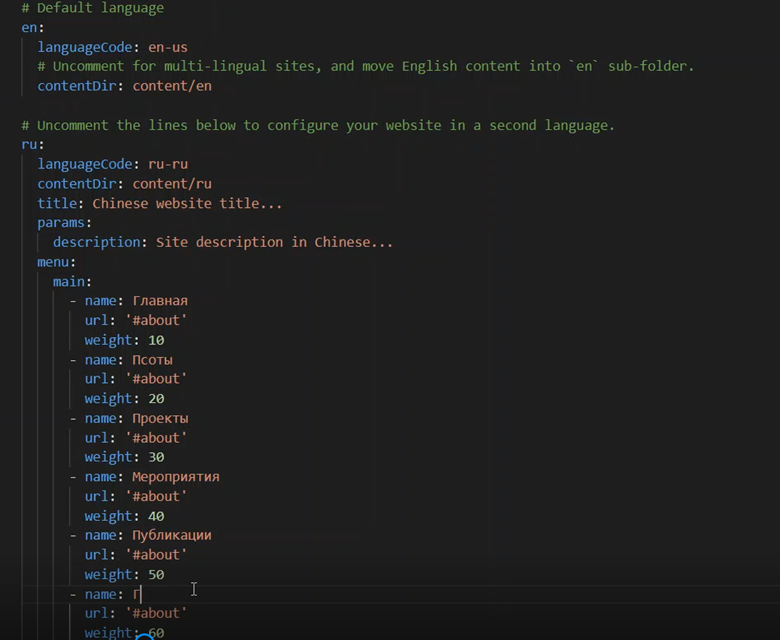 # Default language
en:
languageCode: en-us
# Uncomment for multi-lingual sites, and move English content into `en` sub-folder.
contentDir: content/en
# Uncomment the lines below to configure your website in a second language.
ru:
languageCode: ru-ru
contentDir: content/ru
title: Chinese website title...
params:
description: Site description in Chinese...
menu:
main:
- name: Главная
url: '#about'
weight: 10
- name: Псоты
url: '#about'
weight: 20
- name: Проекты
url: '#about'
weight: 30
- name: Мероприятия
url: '#about'
weight: 40
- name: Публикации
url: '#about'
weight: 50
- name: Г
url: '#about'
weight: 60